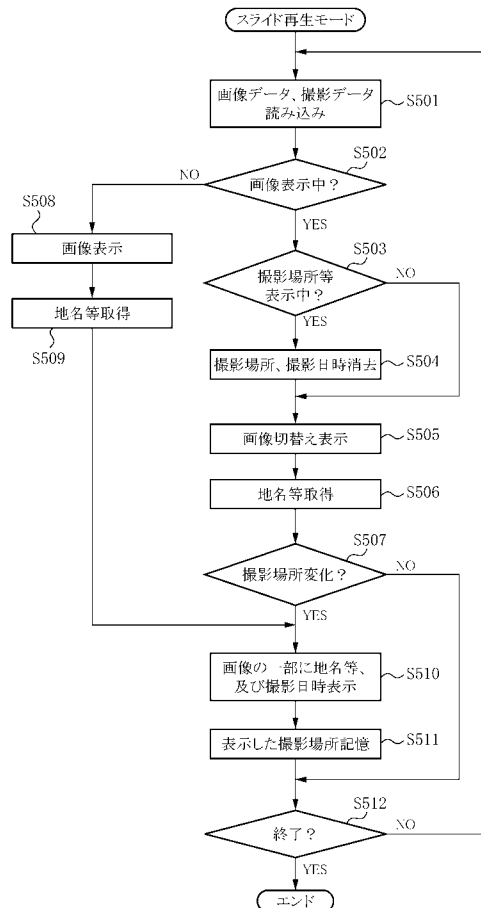 スライド再生モード
画像データ、撮影データ
読み込み
S501
S502
画像表示中？
NO
YES
S508
画像表示
S503
撮影場所等
表示中？
NO
YES
地名等取得
S509
撮影場所、撮影日時消去
S504
画像切替え表示
S505
地名等取得
S506
S507
撮影場所変化？
NO
YES
画像の一部に地名等、
及び撮影日時表示
S510
表示した撮影場所記憶
S511
S512
終了？
NO
YES
エンド